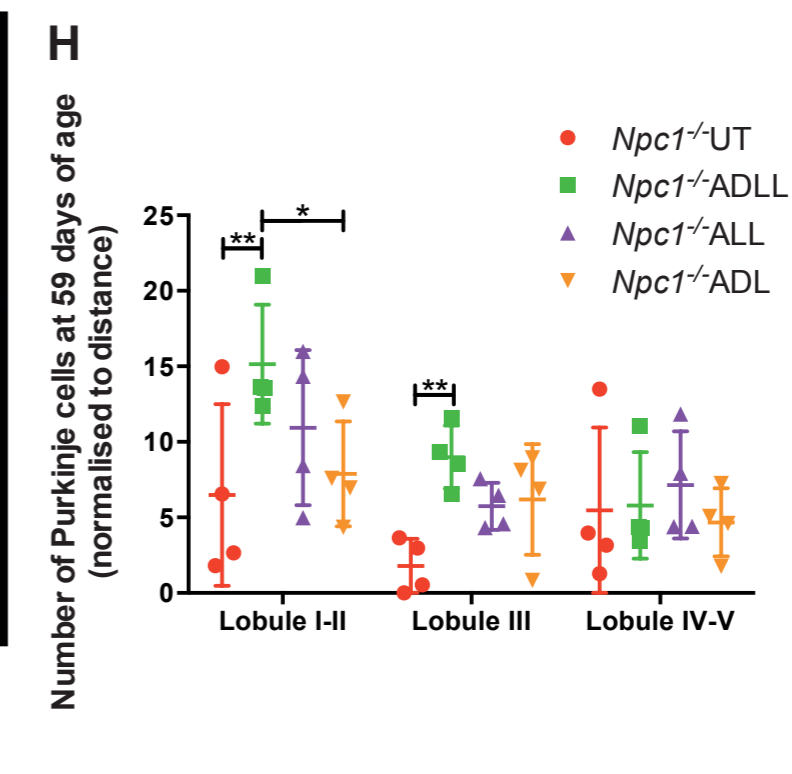 H
Number of Purkinje cells at 59 days of age
(normalised to distance)
Npc1-/-UT
Npc1-/-ADLL
Npc1-/-ALL
Npc1-/-ADL
25
20
15
10
5
0
**
*
**
Lobule I-II
Lobule III
Lobule IV-V